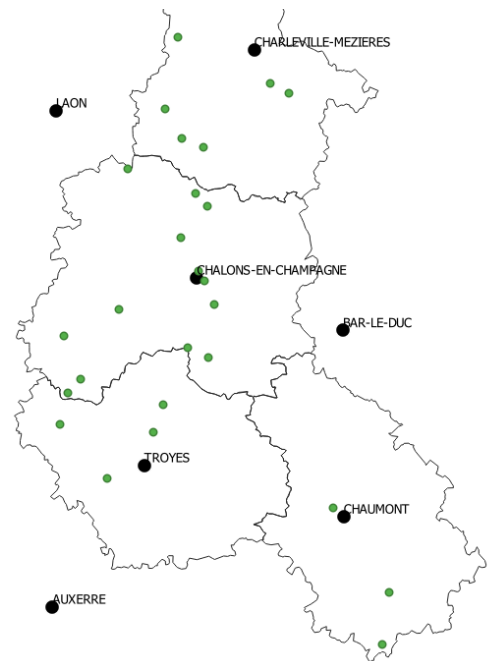 CHARLEVILLE-MEZIERES
LAON
CHALONS-EN-CHAMPAGNE
BAR-LE-DUC
TROYES
CHAUMONT
AUXERRE